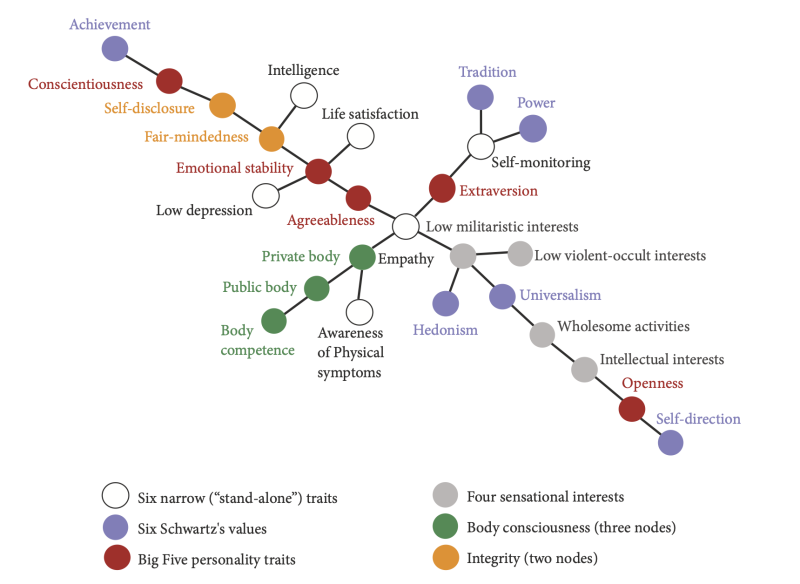 Achievement
Conscientiousness
Self-disclosure
Fair-mindedness
Intelligence
Life satisfaction
Emotional stability
Low depression
Agreeableness
Tradition
Power
Self-monitoring
Extraversion
Low militaristic interests
Empathy
Low violent-occult interests
Private body
Public body
Body
competence
Awareness
of Physical
symptoms
Hedonism
Universalism
Wholesome activities
Intellectual interests
Openness
Self-direction
Six narrow (“stand-alone”) traits
Six Schwartz's values
Big Five personality traits
Four sensational interests
Body consciousness (three nodes)
Integrity (two nodes)